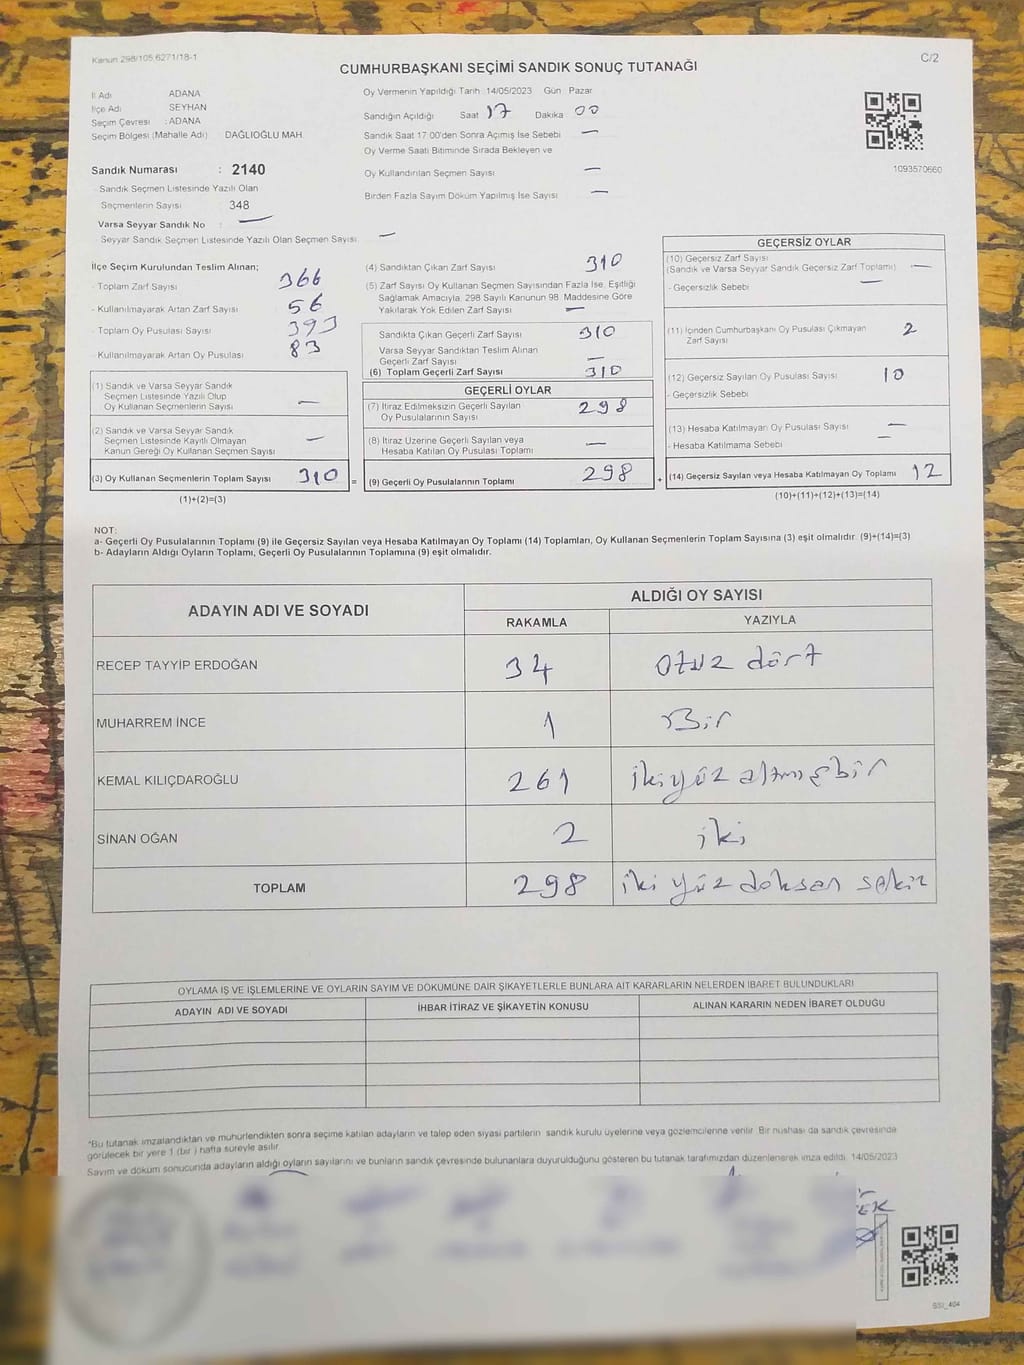 Kanun 298/105,6271/18-1
C/2
CUMHURBAŞKANI SEÇİMİ SANDIK SONUÇ TUTANAĞI
İl Adı ADANA
İlçe Adı SEYHAN
Seçim Çevresi : ADANA
Seçim Bölgesi (Mahalle Adı) DAĞLIOĞLU MAH.
Sandık Numarası : 2140
Sandık Seçmen Listesinde Yazılı Olan
Seçmenlerin Sayısı 348
Varsa Seyyar Sandık No : —
Seyyar Sandık Seçmen Listesinde Yazılı Olan Seçmen Sayısı —
Oy Vermenin Yapıldığı Tarih 14/05/2023 Gün Pazar
Sandığın Açıldığı Saat 17 Dakika 00
Sandık Saat 17:00'den Sonra Açımış İse Sebebi —
Oy Verme Saati Bitiminde Sırada Bekleyen ve
Oy Kullandırılan Seçmen Sayısı —
Birden Fazla Sayım Döküm Yapılmış İse Sayısı —
1093570660
İlçe Seçim Kurulundan Teslim Alınan;
- Toplam Zarf Sayısı 366
- Kullanılmayarak Artan Zarf Sayısı 56
- Toplam Oy Pusulası Sayısı 393
- Kullanılmayarak Artan Oy Pusulası 83
(1) Sandık ve Varsa Seyyar Sandık
Seçmen Listesinde Yazılı Olup
Oy Kullanan Seçmenlerin Sayısı —
(2) Sandık ve Varsa Seyyar Sandık
Seçmen Listesinde Kayıtlı Olmayan
Kanun Gereği Oy Kullanan Seçmen Sayısı —
(3) Oy Kullanan Seçmenlerin Toplam Sayısı 310 =
(1)+(2)=(3)
(4) Sandıktan Çıkan Zarf Sayısı 310
(5) Zarf Sayısı Oy Kullanan Seçmen Sayısından Fazla İse, Eşitliği
Sağlamak Amacıyla, 298 Sayılı Kanunun 98. Maddesine Göre
Yakılarak Yok Edilen Zarf Sayısı —
Sandıkta Çıkan Geçerli Zarf Sayısı 310
Varsa Seyyar Sandıktan Teslim Alınan
Geçerli Zarf Sayısı —
(6) Toplam Geçerli Zarf Sayısı 310
GEÇERLİ OYLAR
(7) İtiraz Edilmeksizin Geçerli Sayılan
Oy Pusulalarının Sayısı 298
(8) İtiraz Üzerine Geçerli Sayılan veya
Hesaba Katılan Oy Pusulası Toplamı —
(9) Geçerli Oy Pusulalarının Toplamı 298 +
GEÇERSİZ OYLAR
(10) Geçersiz Zarf Sayısı
(Sandık ve Varsa Seyyar Sandık Geçersiz Zarf Toplamı) —
- Geçersizlik Sebebi —
(11) İçinden Cumhurbaşkanı Oy Pusulası Çıkmayan
Zarf Sayısı 2
(12) Geçersiz Sayılan Oy Pusulası Sayısı 10
- Geçersizlik Sebebi
(13) Hesaba Katılmayan Oy Pusulası Sayısı —
- Hesaba Katılmama Sebebi —
(14) Geçersiz Sayılan veya Hesaba Katılmayan Oy Toplamı 12
(10)+(11)+(12)+(13)=(14)
NOT:
a- Geçerli Oy Pusulalarının Toplamı (9) ile Geçersiz Sayılan veya Hesaba Katılmayan Oy Toplamı (14) Toplamları, Oy Kullanan Seçmenlerin Toplam Sayısına (3) eşit olmalıdır. (9)+(14)=(3)
b- Adayların Aldığı Oyların Toplamı, Geçerli Oy Pusulalarının Toplamına (9) eşit olmalıdır.
ADAYIN ADI VE SOYADI
ALDIĞI OY SAYISI
RAKAMLA YAZIYLA
RECEP TAYYİP ERDOĞAN 34 otuz dört
MUHARREM İNCE 1 Bir
KEMAL KILIÇDAROĞLU 261 ikiyüz altmışbir
SİNAN OĞAN 2 iki
TOPLAM 298 iki yüz doksan sekiz
OYLAMA İŞ VE İŞLEMLERİNE VE OYLARIN SAYIM VE DÖKÜMÜNE DAİR ŞİKAYETLERLE BUNLARA AİT KARARLARIN NELERDEN İBARET BULUNDUKLARI
ADAYIN ADI VE SOYADI İHBAR İTİRAZ VE ŞİKAYETİN KONUSU ALINAN KARARIN NEDEN İBARET OLDUĞU
*Bu tutanak imzalandıktan ve mühürlendikten sonra seçime katılan adayların ve talep eden siyasi partilerin sandık kurulu üyelerine veya gözlemcilerine verilir. Bir nüshası da sandık çevresinde
görülecek bir yere 1 (bir ) hafta süreyle asılır.
Sayım ve döküm sonucunda adayların aldığı oyların sayılarını ve bunların sandık çevresinde bulunanlara duyurulduğunu gösteren bu tutanak tarafımızdan düzenlenerek imza edildi. 14/05/2023
SSI_404